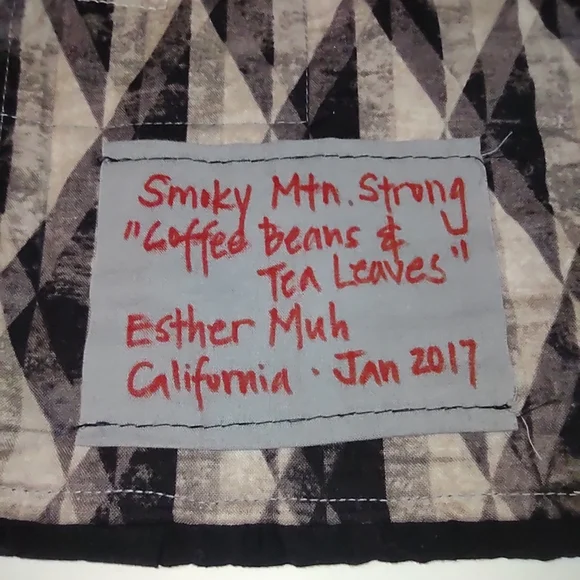 Smoky Mtn. Strong
"Coffee Beans &
Tea Leaves"
Esther Muh
California · Jan 2017